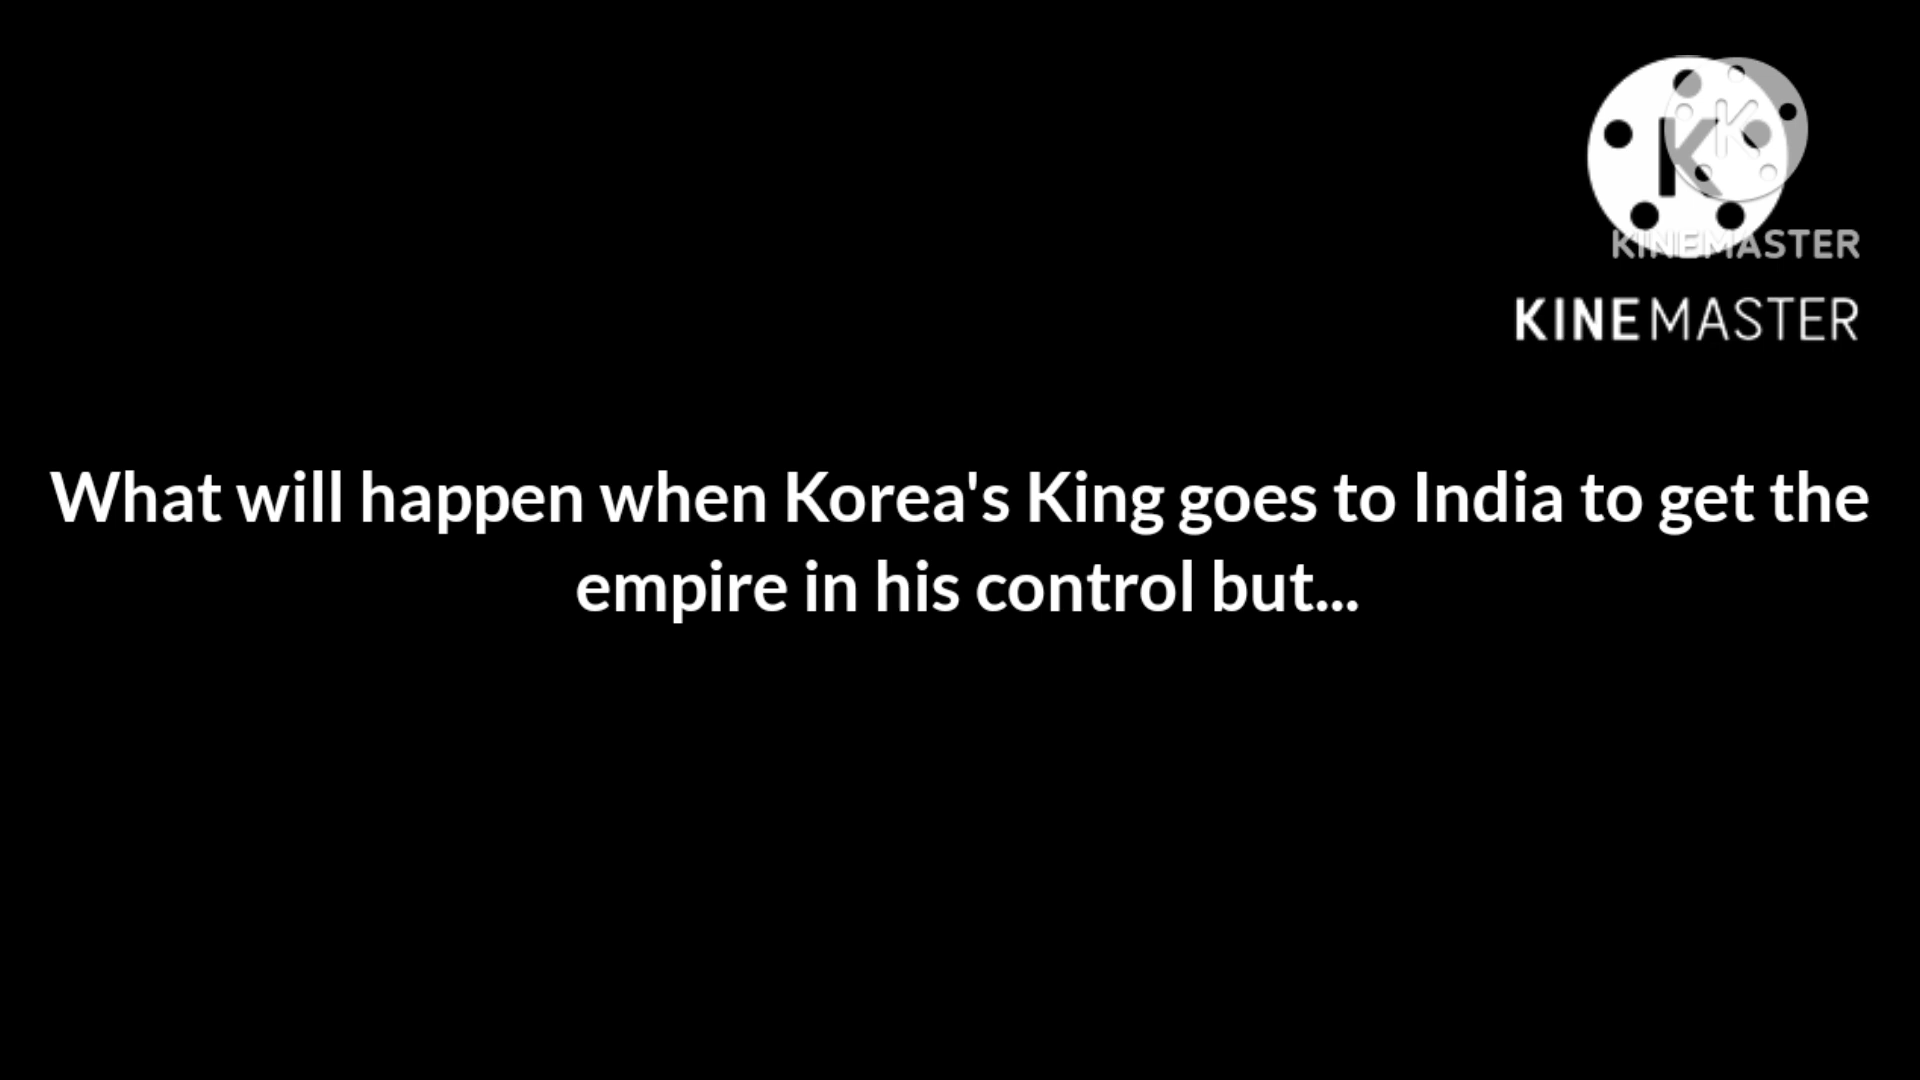 K
K
KINEMASTER
KINEMASTER
What will happen when Korea's King goes to India to get the
empire in his control but...